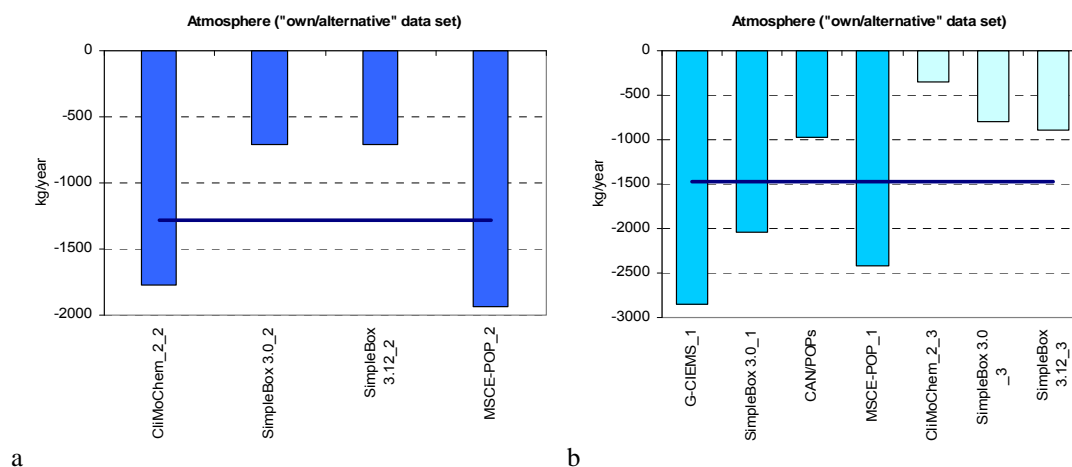 Atmosphere ("own/alternative" data set)
0
-500
-1000
-1500
-2000
kg/year
CliMoChem_2_2
SimpleBox 3.0_2
SimpleBox
3.12_2
MSCE-POP_2
a
Atmosphere ("own/alternative" data set)
0
-500
-1000
-1500
-2000
-2500
-3000
kg/year
G-CIEMS_1
SimpleBox 3.0_1
CAN/POPs
MSCE-POP_1
CliMoChem_2_3
SimpleBox 3.0
_3
SimpleBox
3.12_3
b